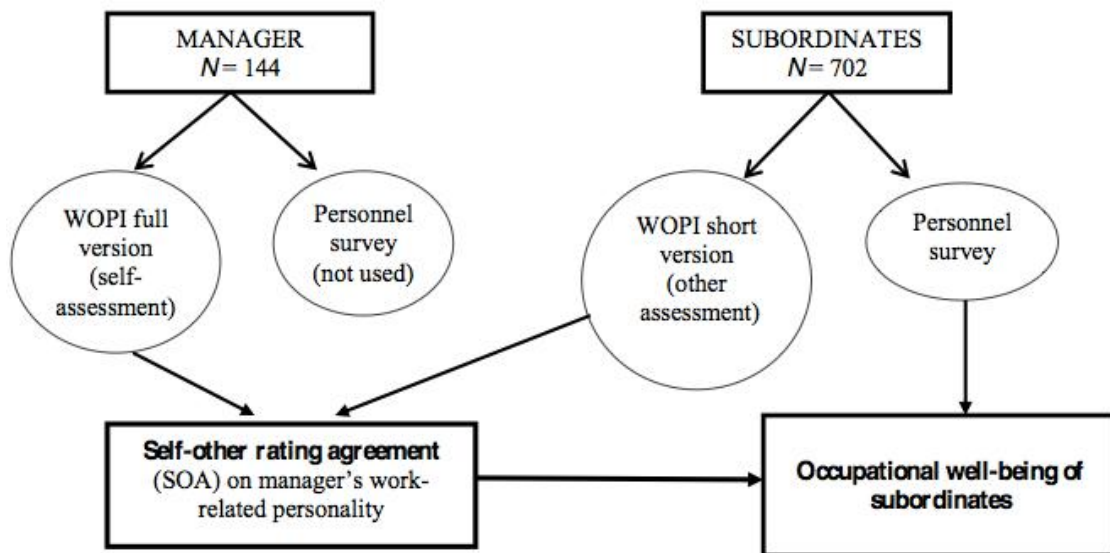 MANAGER
N = 144
SUBORDINATES
N = 702
WOPI full
version
(self-
assessment)
Personnel
survey
(not used)
WOPI short
version
(other
assessment)
Personnel
survey
Self-other rating agreement
(SOA) on manager's work-
related personality
Occupational well-being of
subordinates